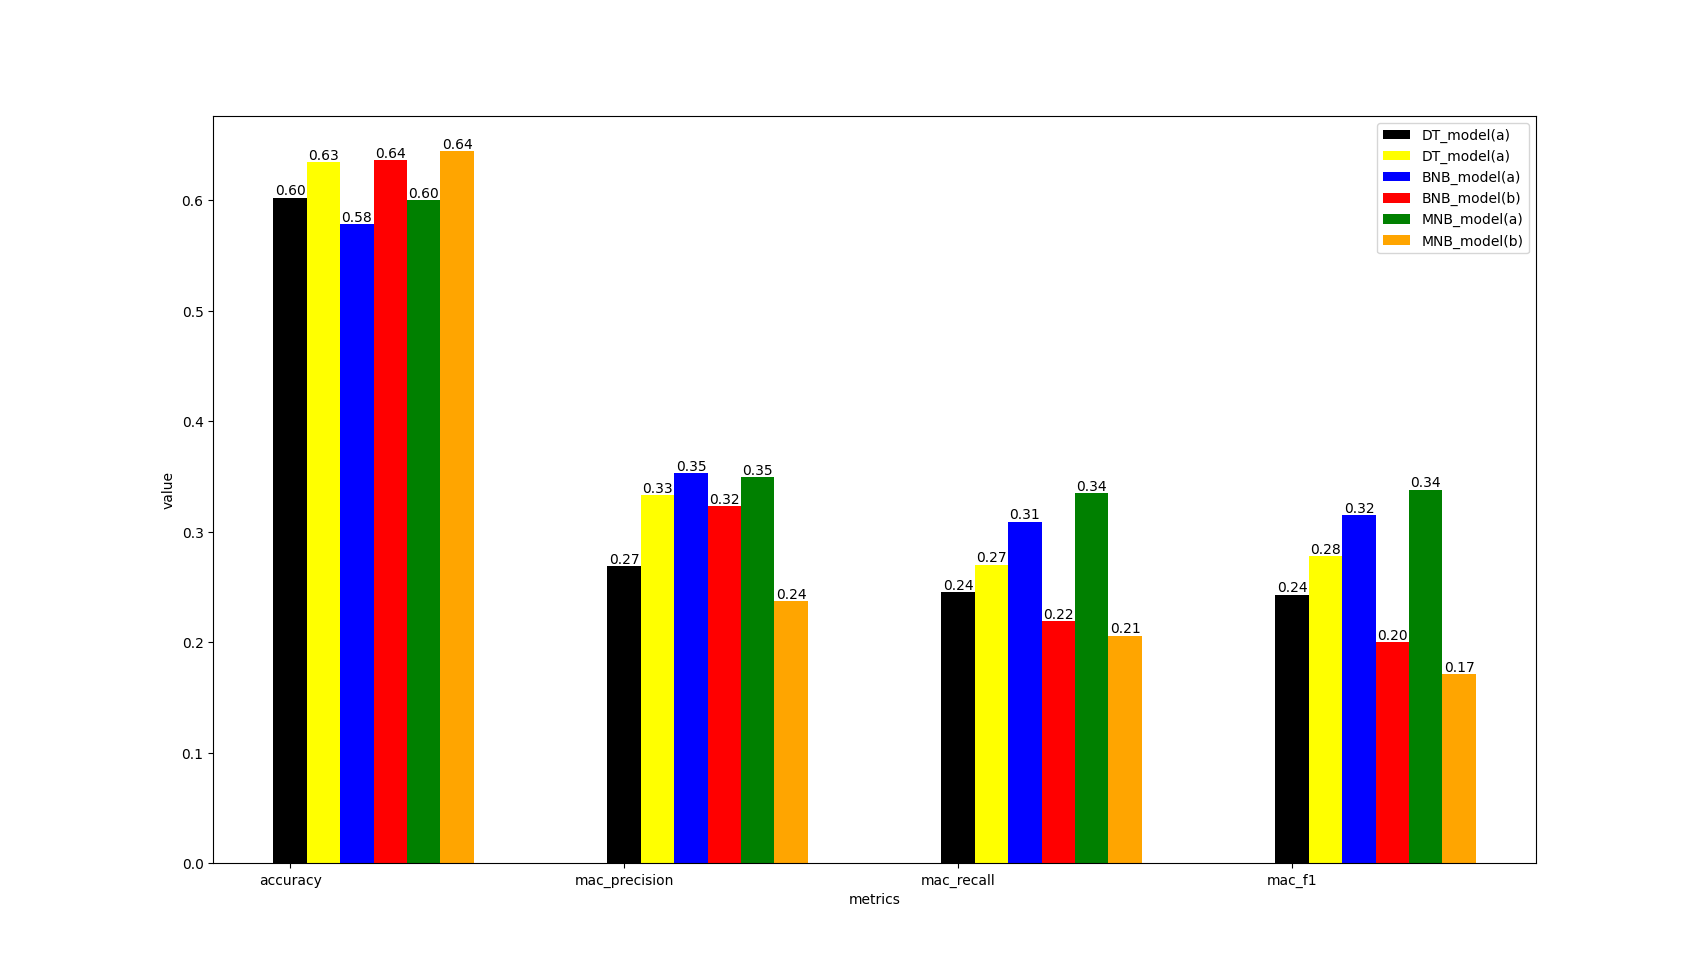 DT_model(a)
DT_model(a)
BNB_model(a)
BNB_model(b)
MNB_model(a)
MNB_model(b)
0.60
0.63
0.58
0.64
0.60
0.64
0.27
0.33
0.35
0.32
0.35
0.24
0.24
0.27
0.31
0.22
0.34
0.21
0.24
0.28
0.32
0.20
0.34
0.17
0.6
0.5
0.4
0.3
0.2
0.1
0.0
value
accuracy
mac_precision
mac_recall
mac_f1
metrics